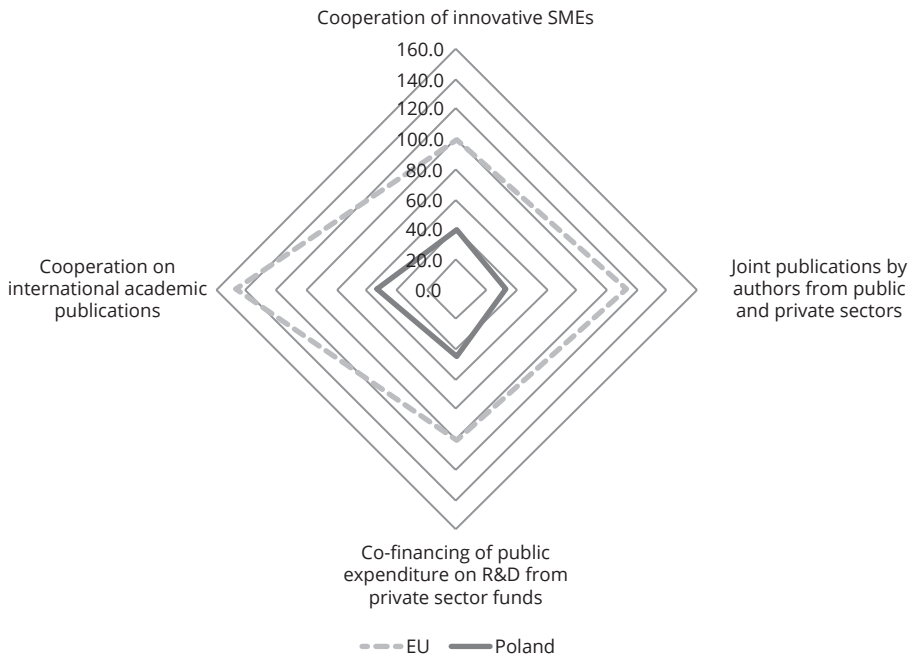 Cooperation of innovative SMEs
160.0
140.0
120.0
100.0
80.0
60.0
40.0
20.0
0.0
Cooperation on
international academic
publications
Joint publications by
authors from public
and private sectors
Co-financing of public
expenditure on R&D from
private sector funds
EU Poland